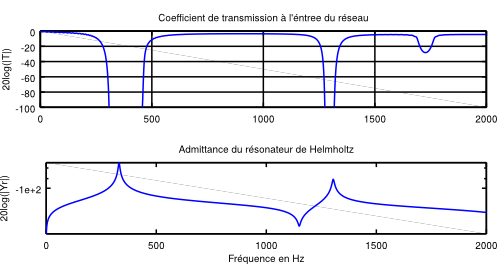 Coefficient de transmission à l'éntree du réseau
20log(|T|)
0
-20
-40
-60
-80
-100
0 500 1000 1500 2000
Admittance du résonateur de Helmholtz
20log(|Yr|)
-1e+2
0 500 1000 1500 2000
Fréquence en Hz